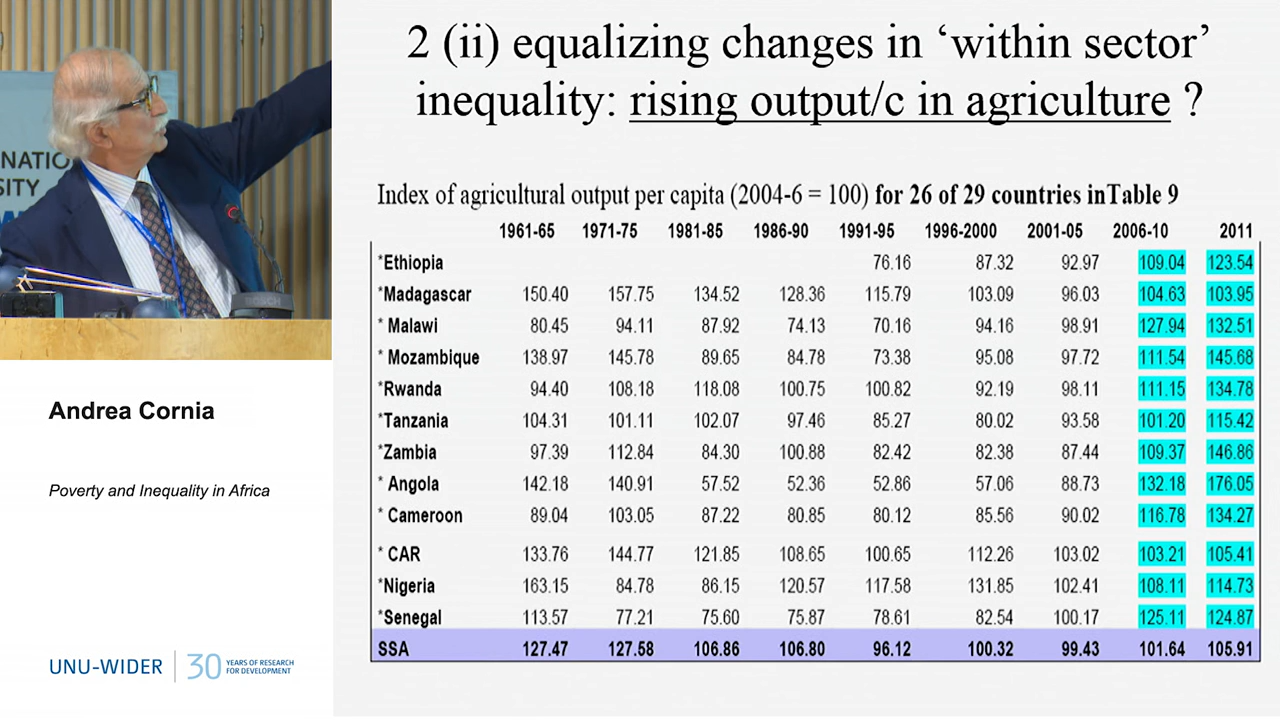 2 (ii) equalizing changes in ‘within sector’
inequality: rising output/c in agriculture ?
NATIO
SITY
BOSCH
Andrea Cornia
Poverty and Inequality in Africa
UNU-WIDER 30 YEARS OF RESEARCH
FOR DEVELOPMENT
Index of agricultural output per capita (2004-6 = 100) for 26 of 29 countries inTable 9
1961-65 1971-75 1981-85 1986-90 1991-95 1996-2000 2001-05 2006-10 2011
*Ethiopia 76.16 87.32 92.97 109.04 123.54
*Madagascar 150.40 157.75 134.52 128.36 115.79 103.09 96.03 104.63 103.95
* Malawi 80.45 94.11 87.92 74.13 70.16 94.16 98.91 127.94 132.51
* Mozambique 138.97 145.78 89.65 84.78 73.38 95.08 97.72 111.54 145.68
*Rwanda 94.40 108.18 118.08 100.75 100.82 92.19 98.11 111.15 134.78
*Tanzania 104.31 101.11 102.07 97.46 85.27 80.02 93.58 101.20 115.42
*Zambia 97.39 112.84 84.30 100.88 82.42 82.38 87.44 109.37 146.86
* Angola 142.18 140.91 57.52 52.36 52.86 57.06 88.73 132.18 176.05
* Cameroon 89.04 103.05 87.22 80.85 80.12 85.56 90.02 116.78 134.27
* CAR 133.76 144.77 121.85 108.65 100.65 112.26 103.02 103.21 105.41
*Nigeria 163.15 84.78 86.15 120.57 117.58 131.85 102.41 108.11 114.73
*Senegal 113.57 77.21 75.60 75.87 78.61 82.54 100.17 125.11 124.87
SSA 127.47 127.58 106.86 106.80 96.12 100.32 99.43 101.64 105.91